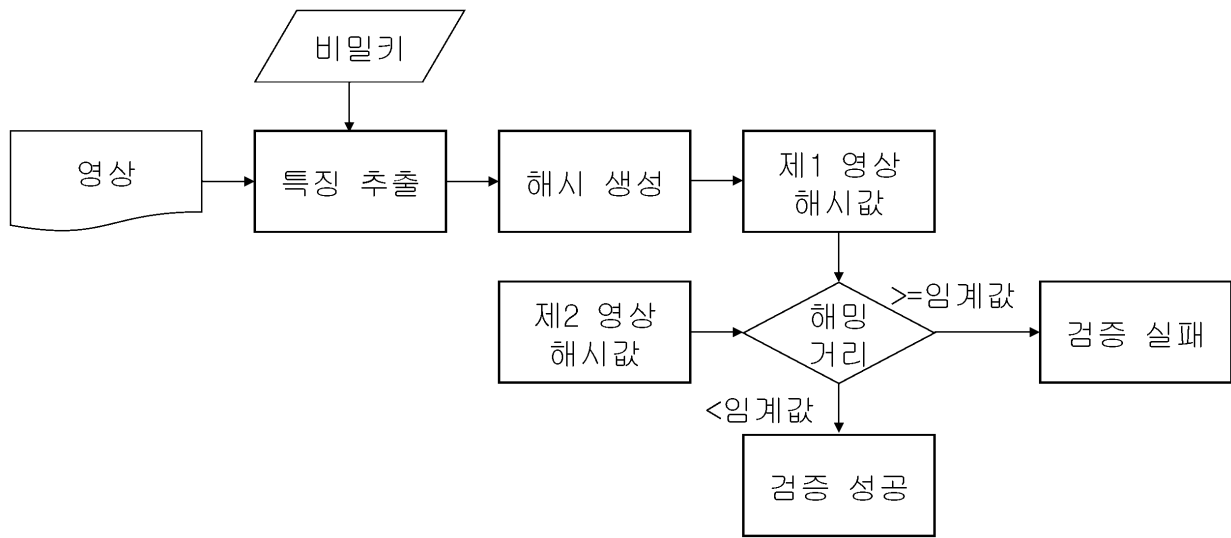 비밀키
영상
특징 추출
해시 생성
제1 영상
해시값
제2 영상
해시값
해밍
거리
>=임계값
검증 실패
<임계값
검증 성공